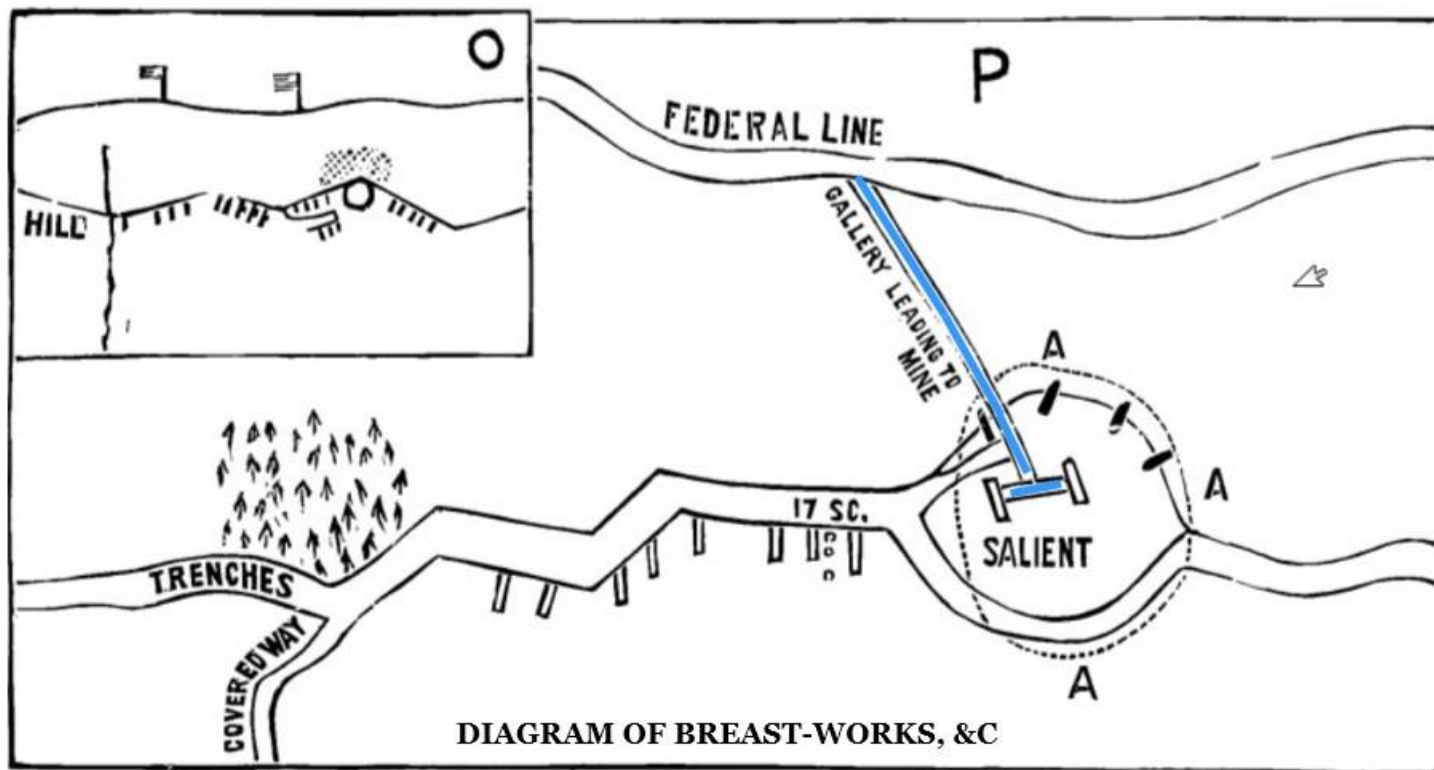 O
HILL
P
FEDERAL LINE
GALLERY LEADING TO
MINE
A
A
17 SC.
SALIENT
TRENCHES
COVERED WAY
A
DIAGRAM OF BREAST-WORKS, &C